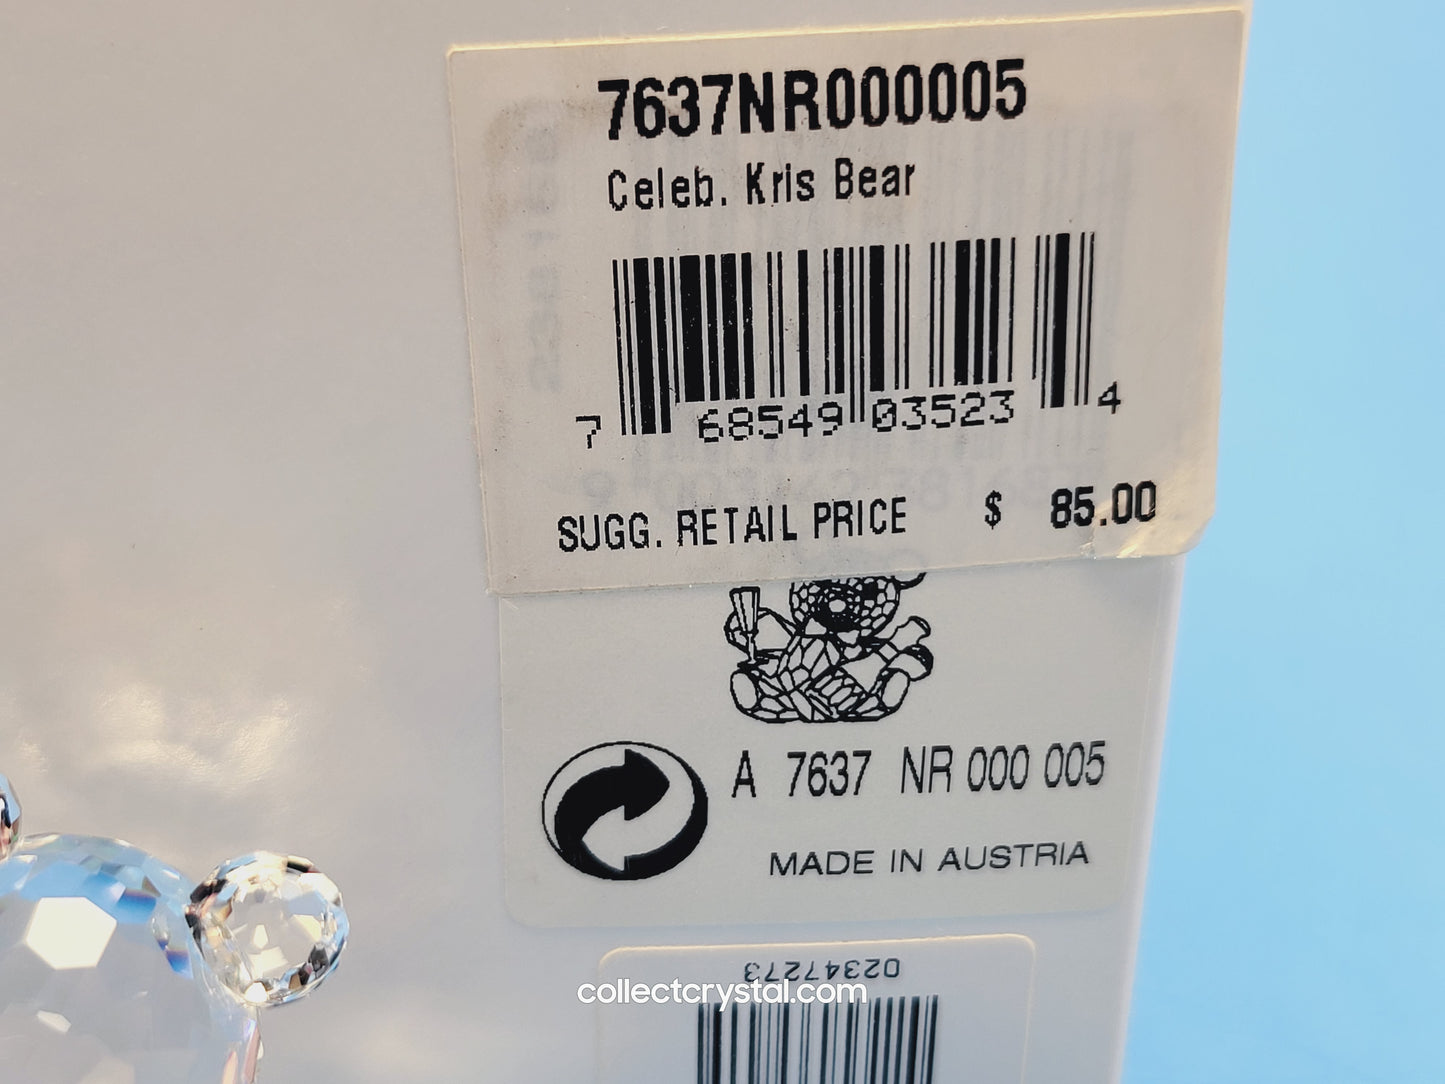 7637NR000005
Celeb. Kris Bear
7 68549 03523 4
SUGG. RETAIL PRICE $ 85.00
A 7637 NR 000 005
MADE IN AUSTRIA
02347273
collectcrystal.com